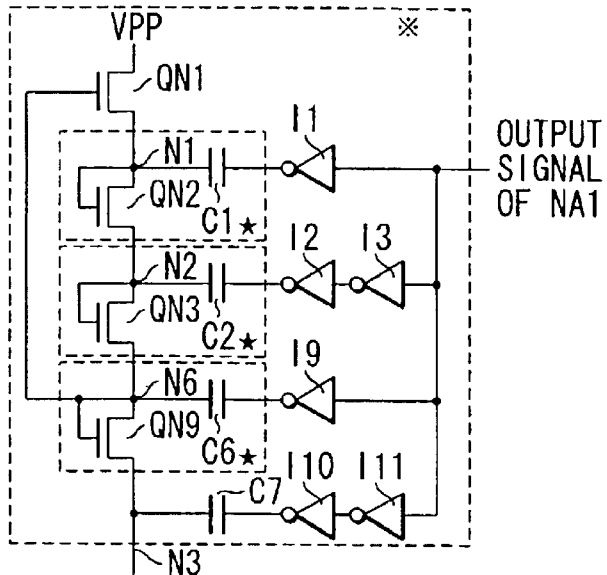 VPP
※
QN1
I1
N1
OUTPUT
SIGNAL
OF NA1
QN2
C1★
I2
I3
N2
QN3
C2★
I9
N6
QN9
C6★
I10
I11
C7
N3